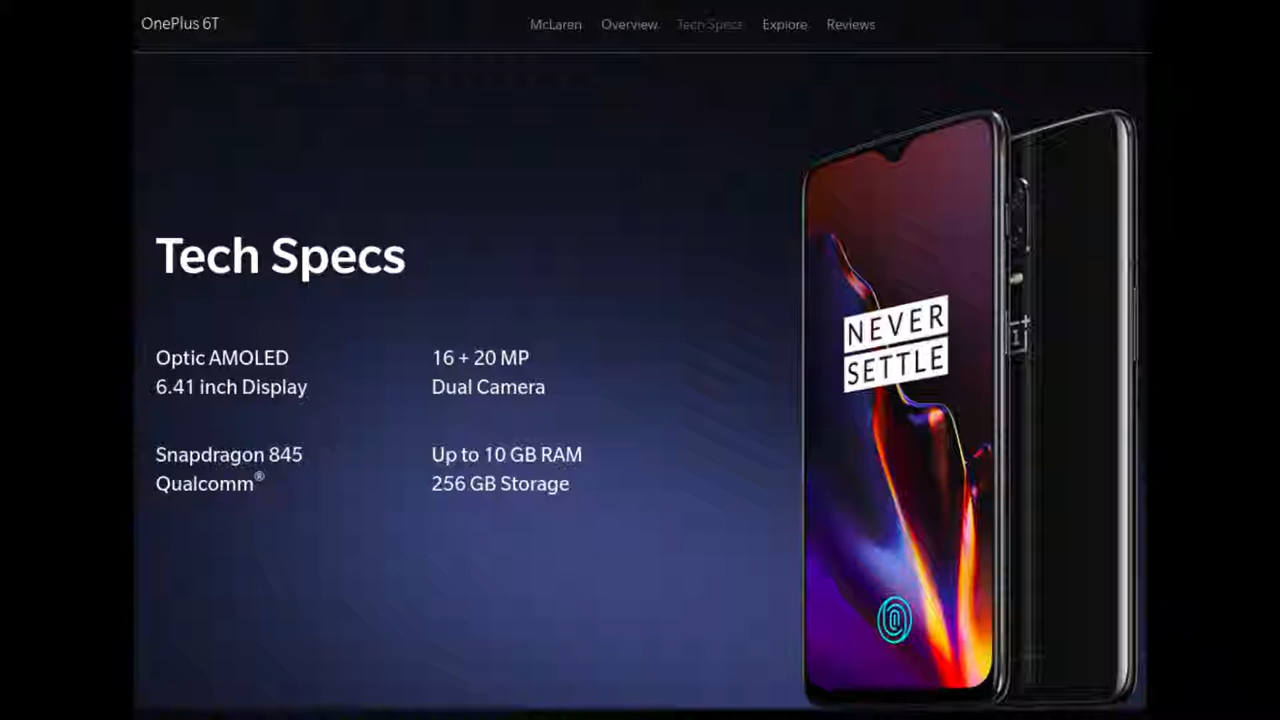 OnePlus 6T
McLaren Overview Tech Specs Explore Reviews
Tech Specs
Optic AMOLED
6.41 inch Display
16 + 20 MP
Dual Camera
Snapdragon 845
Qualcomm®
Up to 10 GB RAM
256 GB Storage
NEVER
SETTLE